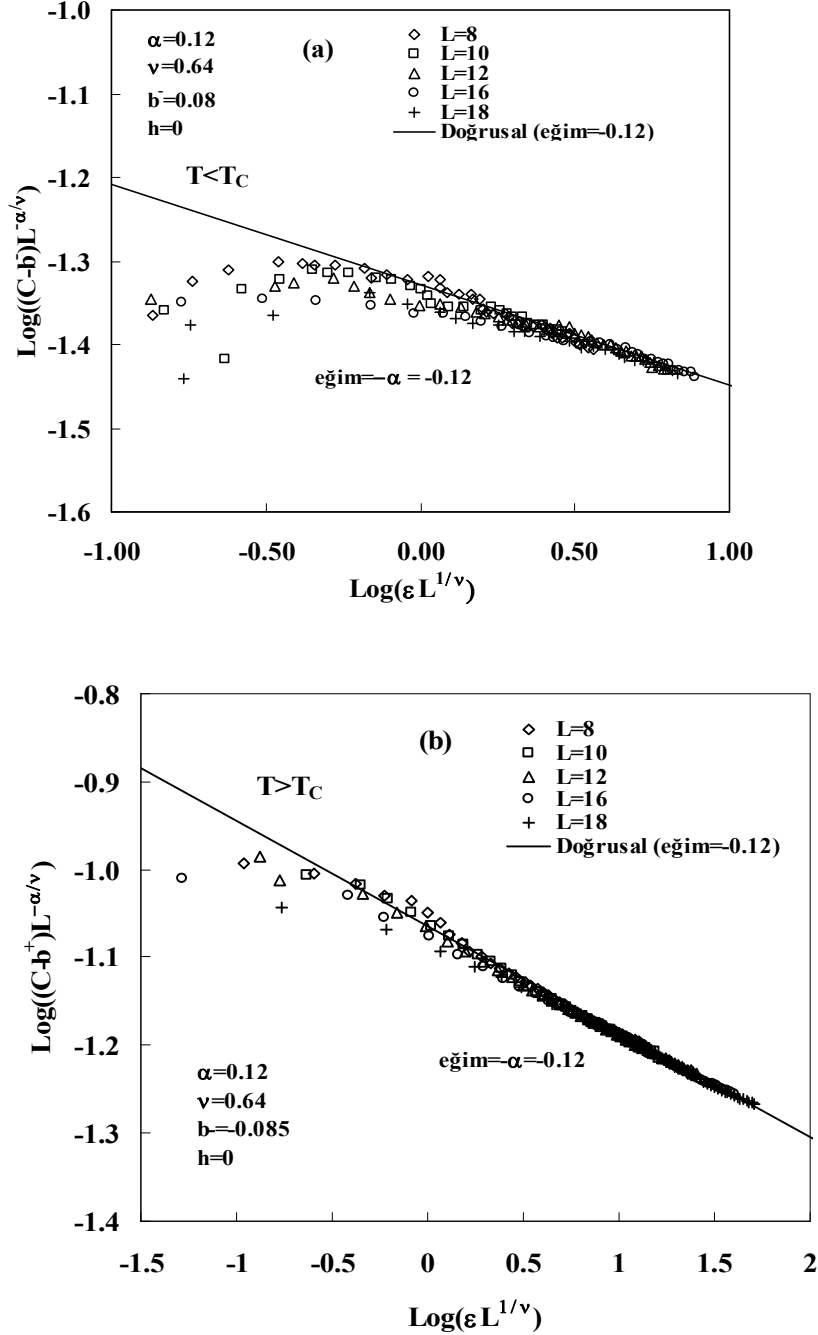 -1.0
α=0.12
ν=0.64
b⁻=0.08
h=0
(a)
L=8
L=10
L=12
L=16
L=18
Doğrusal (eğim=-0.12)
-1.1
-1.2
T<T_C
-1.3
-1.4
eğim=-α = -0.12
-1.5
-1.6
Log((C-b⁻)L^{-α/ν})
-1.00
-0.50
0.00
0.50
1.00
Log(εL^{1/ν})
-0.8
(b)
L=8
L=10
L=12
L=16
L=18
Doğrusal (eğim=-0.12)
T>T_C
-0.9
-1.0
-1.1
-1.2
eğim=-α=-0.12
α=0.12
ν=0.64
b-=-0.085
h=0
-1.3
-1.4
Log((C-b⁺)L^{-α/ν})
-1.5
-1
-0.5
0
0.5
1
1.5
2
Log(εL^{1/ν})